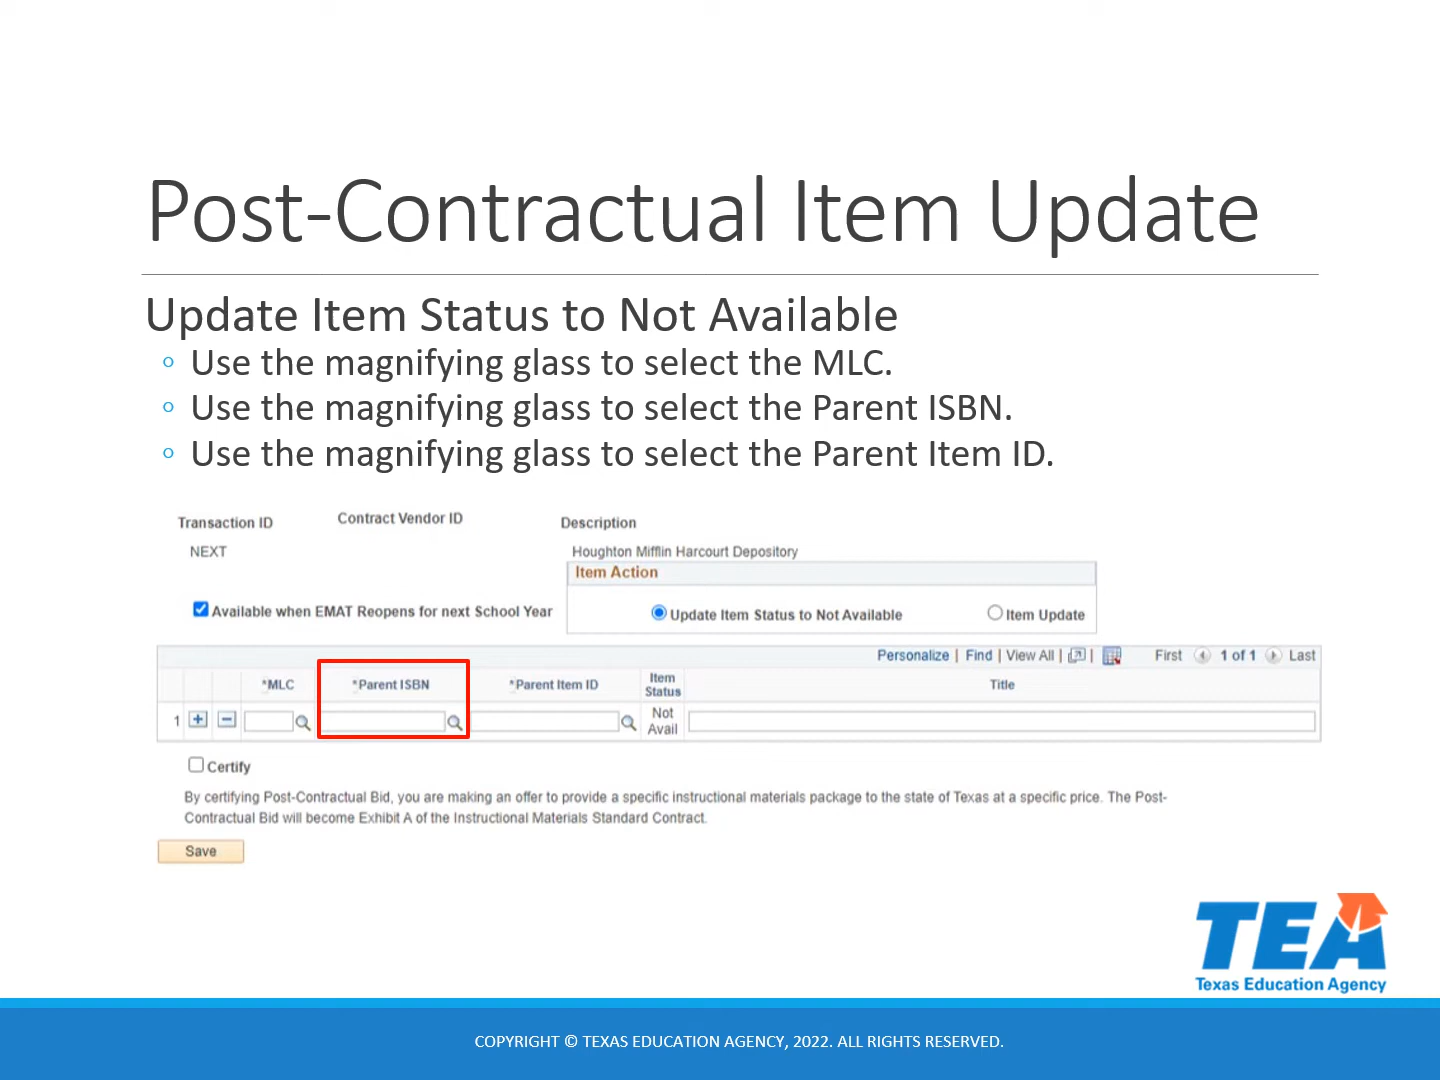 Post-Contractual Item Update
Update Item Status to Not Available
Use the magnifying glass to select the MLC.
Use the magnifying glass to select the Parent ISBN.
Use the magnifying glass to select the Parent Item ID.
Transaction ID Contract Vendor ID Description
NEXT Houghton Mifflin Harcourt Depository
Item Action
Available when EMAT Reopens for next School Year Update Item Status to Not Available Item Update
Personalize | Find | View All | | First 1 of 1 Last
*MLC *Parent ISBN *Parent Item ID Item Status Title
1 Not Avail
Certify
By certifying Post-Contractual Bid, you are making an offer to provide a specific instructional materials package to the state of Texas at a specific price. The Post-
Contractual Bid will become Exhibit A of the Instructional Materials Standard Contract.
Save
TEA
Texas Education Agency
COPYRIGHT © TEXAS EDUCATION AGENCY, 2022. ALL RIGHTS RESERVED.